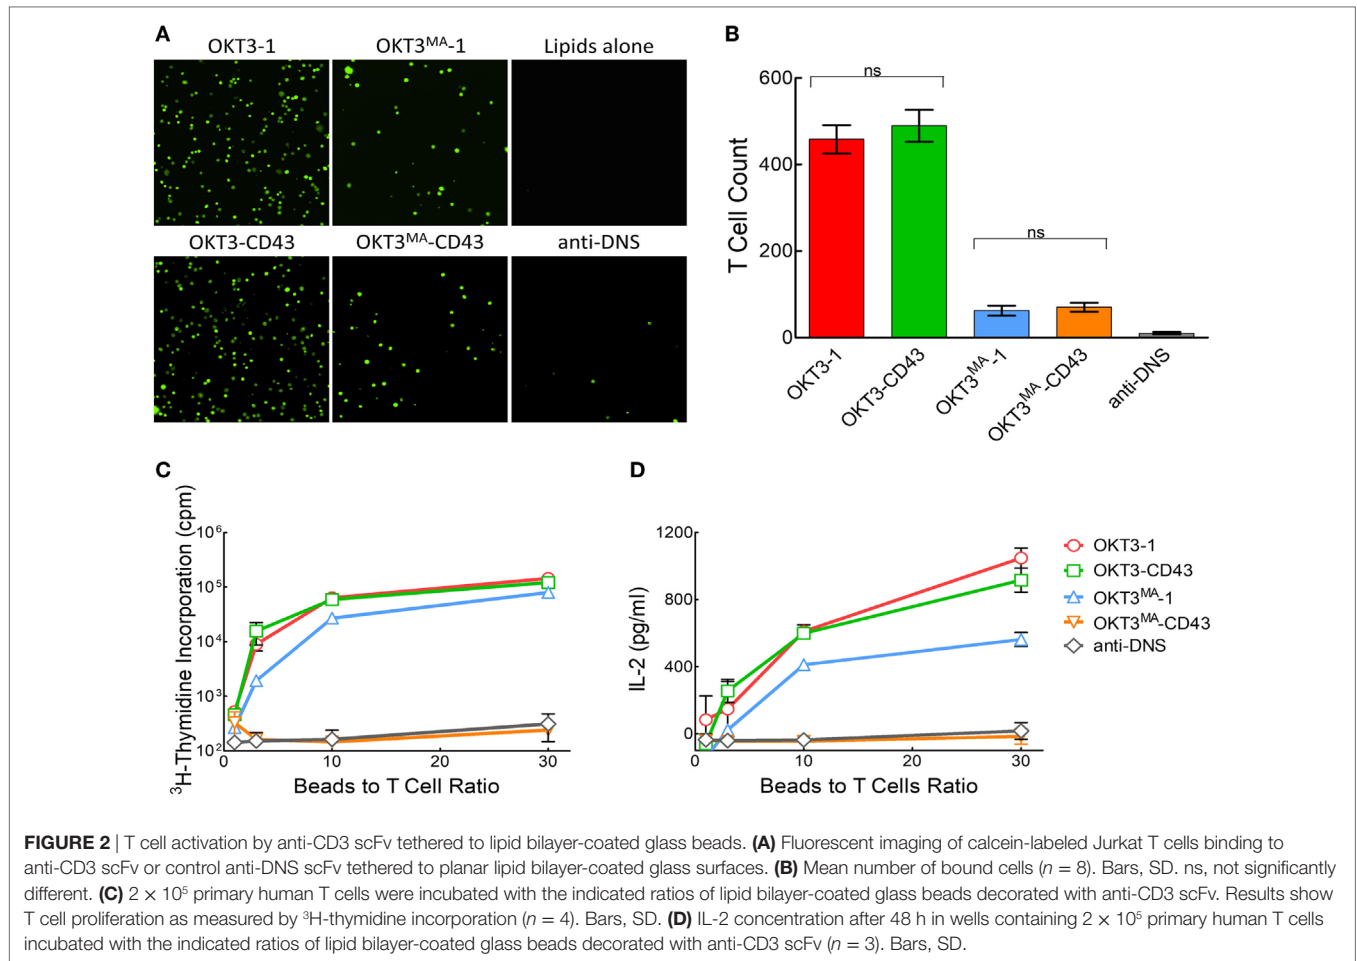 A
OKT3-1
OKT3ᴹᴬ-1
Lipids alone
OKT3-CD43
OKT3ᴹᴬ-CD43
anti-DNS
B
600
400
200
0
T Cell Count
ns
ns
OKT3-1
OKT3-CD43
OKT3ᴹᴬ-1
OKT3ᴹᴬ-CD43
anti-DNS
C
³H-Thymidine Incorporation (cpm)
10⁶
10⁵
10⁴
10³
10²
0
10
20
30
Beads to T Cell Ratio
D
IL-2 (pg/ml)
1200
800
400
0
0
10
20
30
Beads to T Cells Ratio
OKT3-1
OKT3-CD43
OKT3ᴹᴬ-1
OKT3ᴹᴬ-CD43
anti-DNS
FIGURE 2 | T cell activation by anti-CD3 scFv tethered to lipid bilayer-coated glass beads. (A) Fluorescent imaging of calcein-labeled Jurkat T cells binding to
anti-CD3 scFv or control anti-DNS scFv tethered to planar lipid bilayer-coated glass surfaces. (B) Mean number of bound cells (n = 8). Bars, SD. ns, not significantly
different. (C) 2 × 10⁵ primary human T cells were incubated with the indicated ratios of lipid bilayer-coated glass beads decorated with anti-CD3 scFv. Results show
T cell proliferation as measured by ³H-thymidine incorporation (n = 4). Bars, SD. (D) IL-2 concentration after 48 h in wells containing 2 × 10⁵ primary human T cells
incubated with the indicated ratios of lipid bilayer-coated glass beads decorated with anti-CD3 scFv (n = 3). Bars, SD.